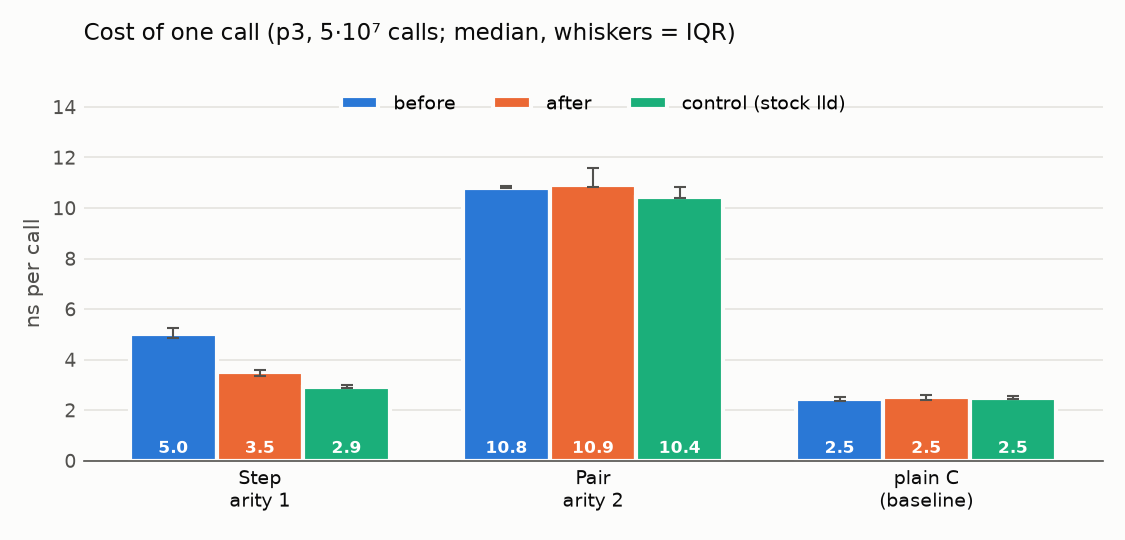 Cost of one call (p3, 5·10⁷ calls; median, whiskers = IQR)
before after control (stock lld)
ns per call
14
12
10
8
6
4
2
0
5.0 3.5 2.9 10.8 10.9 10.4 2.5 2.5 2.5
Step
arity 1
Pair
arity 2
plain C
(baseline)